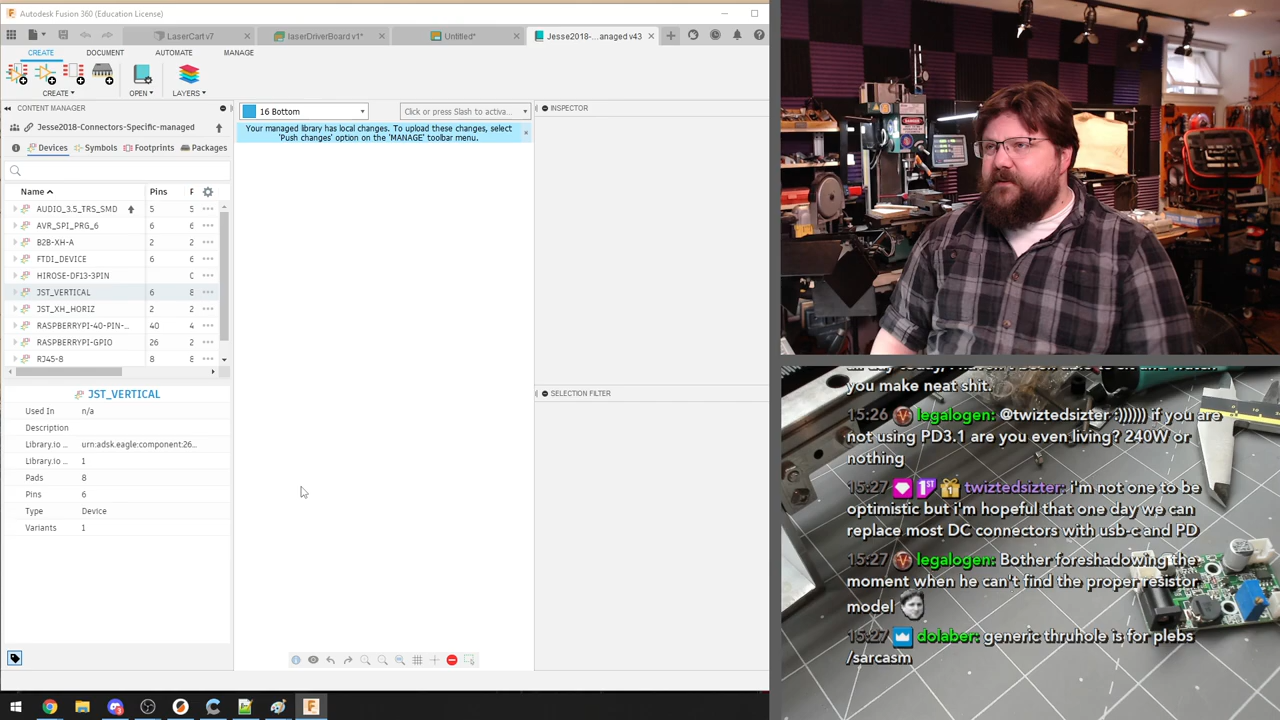 Autodesk Fusion 360 (Education License)
LaserCart v7
laserDriverBoard v1*
Untitled*
Jesse2018-...anaged v43
CREATE
DOCUMENT
AUTOMATE
MANAGE
CREATE
OPEN
LAYERS
CONTENT MANAGER
Jesse2018Connectors-Specific-managed
Devices
Symbols
Footprints
Packages
Name
Pins
AUDIO_3.5_TRS_SMD 5 5
AVR_SPI_PRG_6 6 6
B2B-XH-A 2 2
FTDI_DEVICE 6 6
HIROSE-DF13-3PIN 0
JST_VERTICAL 6 8
JST_XH_HORIZ 2 2
RASPBERRYPI-40-PIN-... 40 4
RASPBERRYPI-GPIO 26 2
RJ45-8 8 8
JST_VERTICAL
Used In n/a
Description
Library.io ... urn:adsk.eagle:component:26...
Library.io ... 1
Pads 8
Pins 6
Type Device
Variants 1
16 Bottom
Click or press Slash to activa...
Your managed library has local changes. To upload these changes, select
'Push changes' option on the 'MANAGE' toolbar menu.
INSPECTOR
SELECTION FILTER
you make neat shit.
15:26 legalogen: @twiztedsizter :)))))) if you are
not using PD3.1 are you even living? 240W or
nothing
15:27 twiztedsizter: i'm not one to be
optimistic but i'm hopeful that one day we can
replace most DC connectors with usb-c and PD
15:27 legalogen: Bother foreshadowing the
moment when he can't find the proper resistor
model
15:27 dolaber: generic thruhole is for plebs
/sarcasm